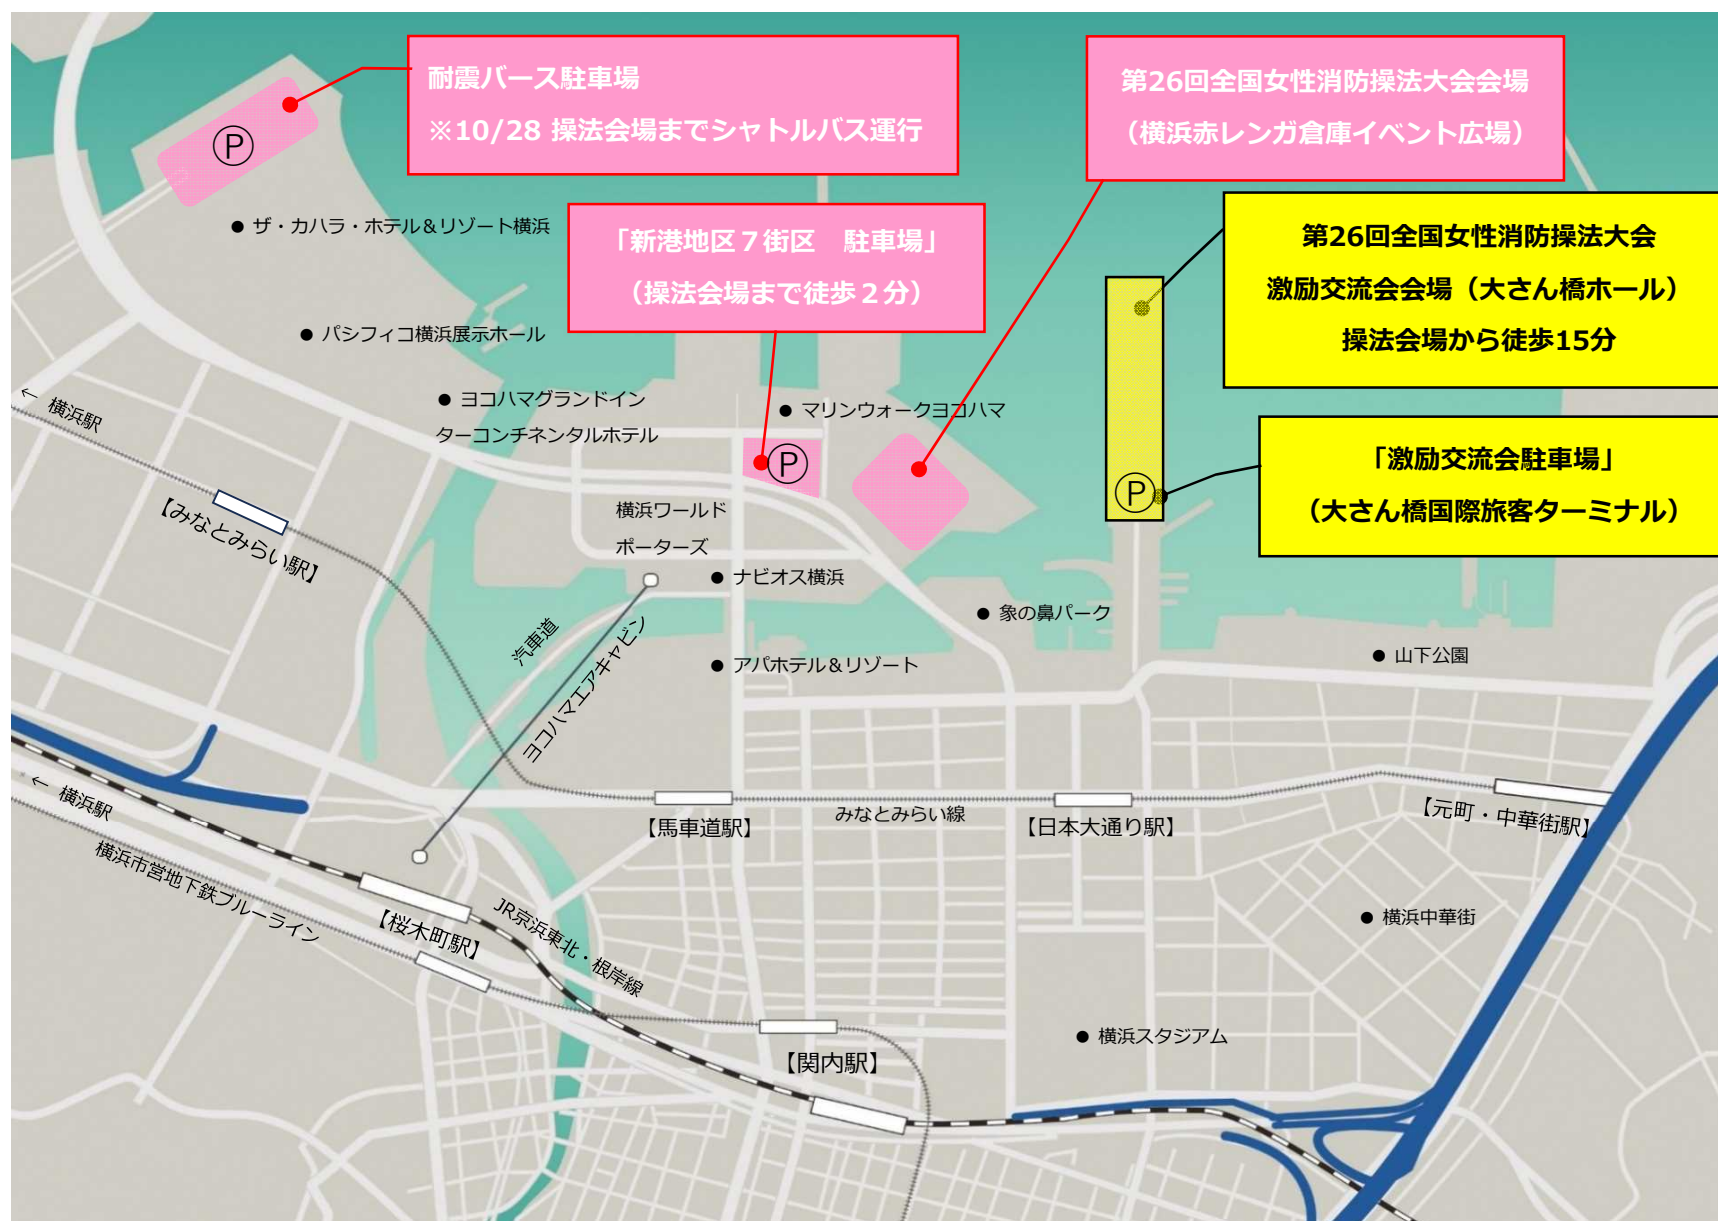 耐震バース駐車場
※10/28 操法会場までシャトルバス運行
第26回全国女性消防操法大会会場
（横浜赤レンガ倉庫イベント広場）
Ⓟ
● ザ・カハラ・ホテル＆リゾート横浜
「新港地区７街区　駐車場」
（操法会場まで徒歩２分）
第26回全国女性消防操法大会
激励交流会会場（大さん橋ホール）
操法会場から徒歩15分
● パシフィコ横浜展示ホール
● ヨコハマグランドイン
ターコンチネンタルホテル
● マリンウォークヨコハマ
← 横浜駅
Ⓟ
Ⓟ
「激励交流会駐車場」
（大さん橋国際旅客ターミナル）
【みなとみらい駅】
横浜ワールド
ポーターズ
● ナビオス横浜
● 象の鼻パーク
汽車道
ヨコハマエアキャビン
● アパホテル＆リゾート
● 山下公園
← 横浜駅
【馬車道駅】
みなとみらい線
【日本大通り駅】
【元町・中華街駅】
横浜市営地下鉄ブルーライン
【桜木町駅】
JR京浜東北・根岸線
● 横浜中華街
● 横浜スタジアム
【関内駅】